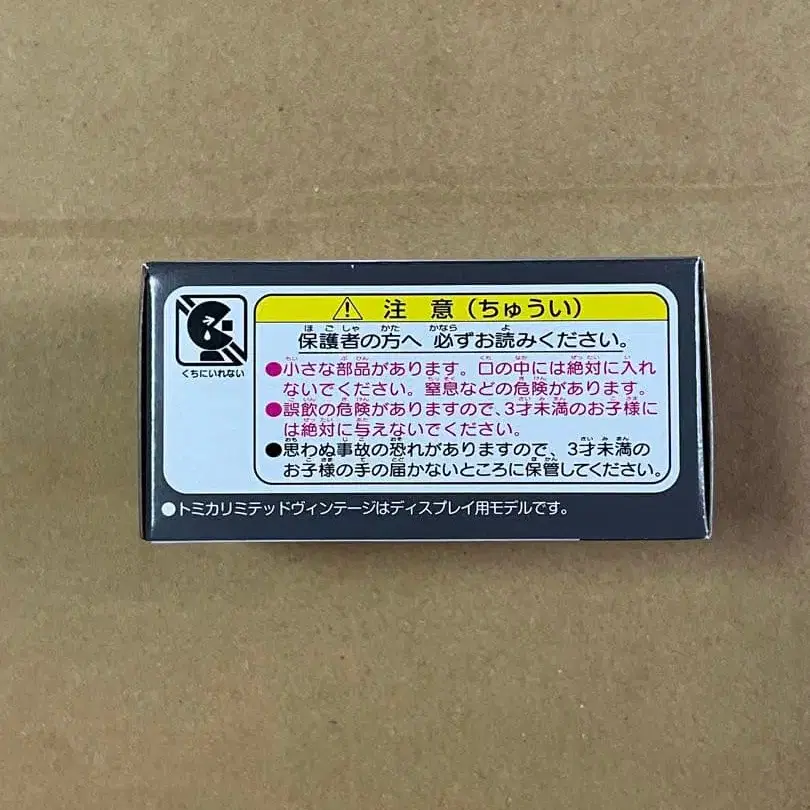 くちにいれない
注意(ちゅうい)
保護者の方へ 必ずお読みください。
●小さな部品があります。口の中には絶対に入れ
ないでください。窒息などの危険があります。
●誤飲の危険がありますので、3才未満のお子様に
は絶対に与えないでください。
●思わぬ事故の恐れがありますので、3才未満の
お子様の手の届かないところに保管してください。
●トミカリミテッドヴィンテージはディスプレイ用モデルです。